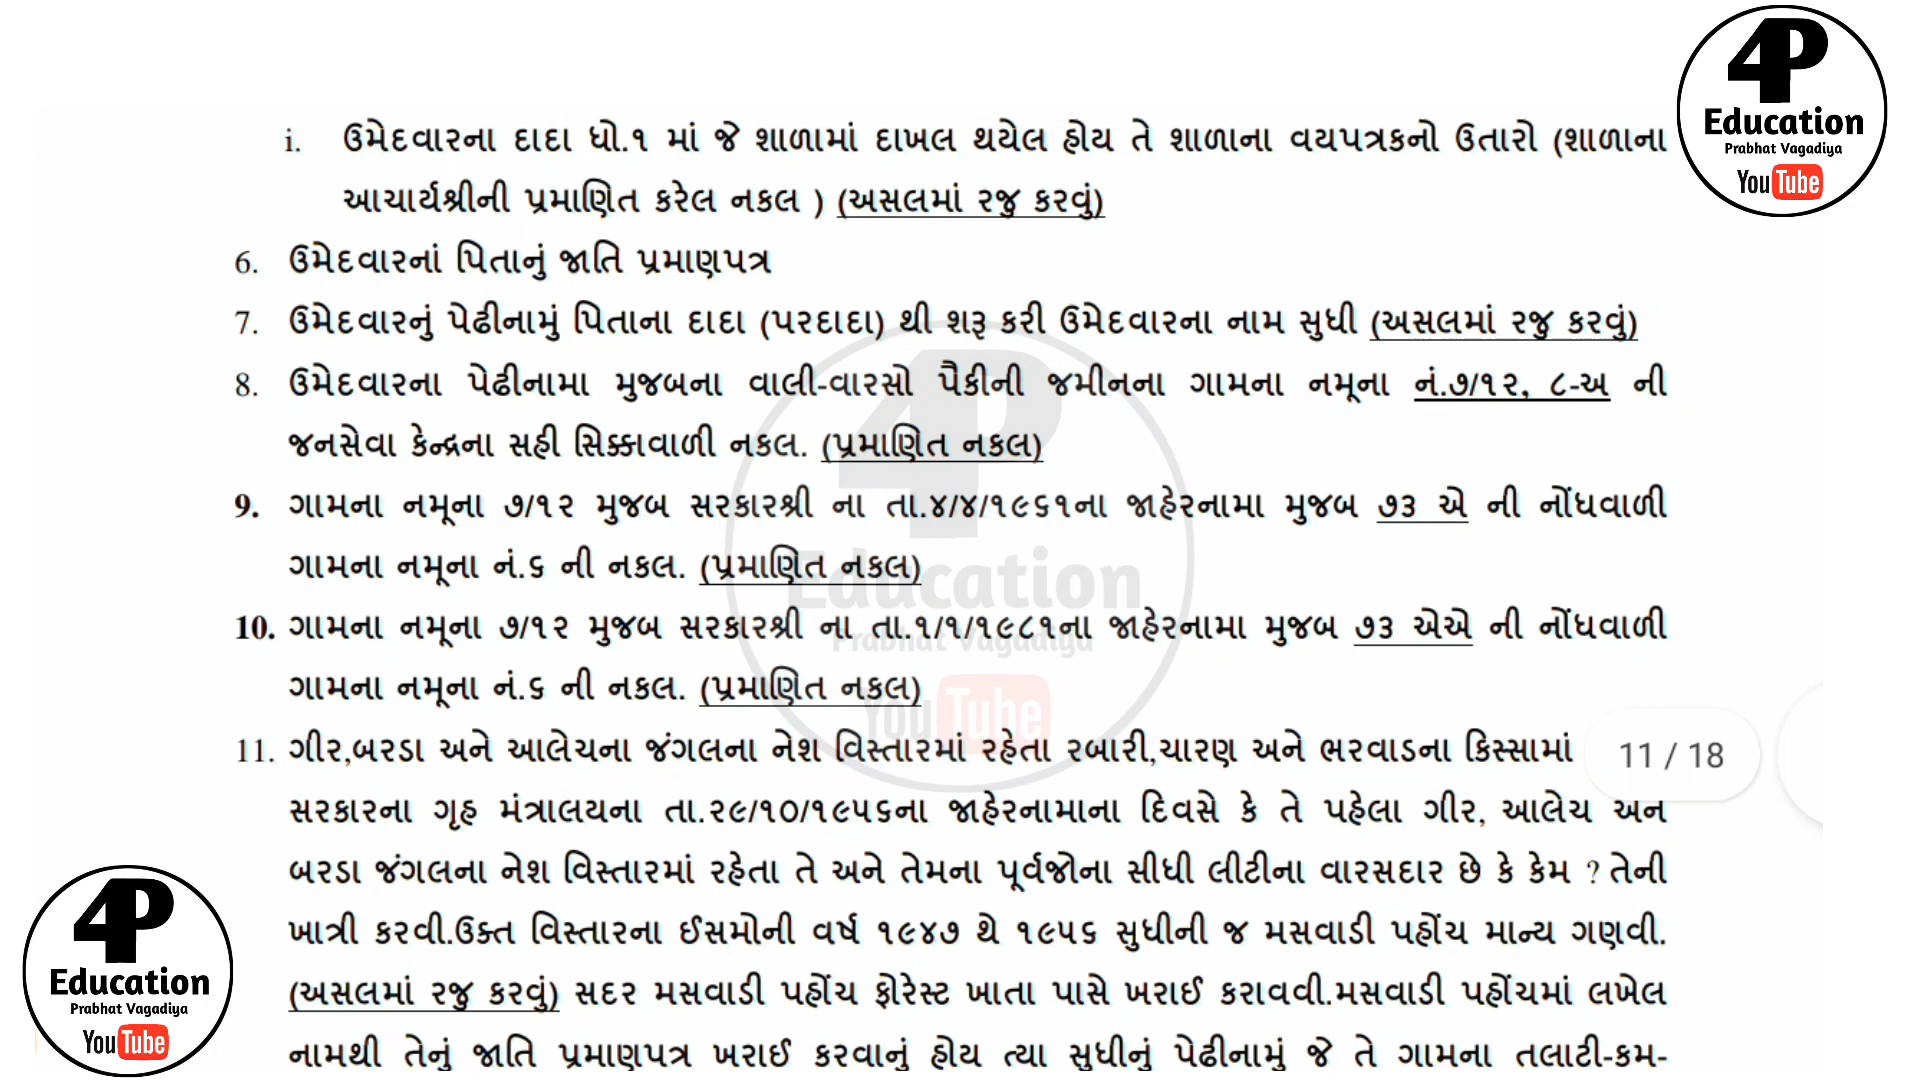 4P
Education
Prabhat Vagadiya
YouTube
i. ઉમેદવારના દાદા ધો.૧ માં જે શાળામાં દાખલ થયેલ હોય તે શાળાના વયપત્રકનો ઉતારો (શાળાના
આચાર્યશ્રીની પ્રમાણિત કરેલ નકલ ) (અસલમાં રજુ કરવું)
6. ઉમેદવારનાં પિતાનું જાતિ પ્રમાણપત્ર
7. ઉમેદવારનું પેઢીનામું પિતાના દાદા (પરદાદા) થી શરૂ કરી ઉમેદવારના નામ સુધી (અસલમાં રજુ કરવું)
8. ઉમેદવારના પેઢીનામા મુજબના વાલી-વારસો પૈકીની જમીનના ગામના નમૂના નં.૭/૧૨, ૮-અ ની
જનસેવા કેન્દ્રના સહી સિક્કાવાળી નકલ. (પ્રમાણિત નકલ)
9. ગામના નમૂના ૭/૧૨ મુજબ સરકારશ્રી ના તા.૪/૪/૧૯૬૧ના જાહેરનામા મુજબ ૭૩ એ ની નોંધવાળી
ગામના નમૂના નં.૬ ની નકલ. (પ્રમાણિત નકલ)
10. ગામના નમૂના ૭/૧૨ મુજબ સરકારશ્રી ના તા.૧/૧/૧૯૮૧ના જાહેરનામા મુજબ ૭૩ એએ ની નોંધવાળી
ગામના નમૂના નં.૬ ની નકલ. (પ્રમાણિત નકલ)
11. ગીર,બરડા અને આલેચના જંગલના નેશ વિસ્તારમાં રહેતા રબારી,ચારણ અને ભરવાડના કિસ્સામાં
11 / 18
સરકારના ગૃહ મંત્રાલયના તા.૨૯/૧૦/૧૯૫૬ના જાહેરનામાના દિવસે કે તે પહેલા ગીર, આલેચ અને
બરડા જંગલના નેશ વિસ્તારમાં રહેતા તે અને તેમના પૂર્વજોના સીધી લીટીના વારસદાર છે કે કેમ ? તેની
ખાત્રી કરવી.ઉક્ત વિસ્તારના ઈસમોની વર્ષ ૧૯૪૭ થે ૧૯૫૬ સુધીની જ મસવાડી પહોંચ માન્ય ગણવી.
(અસલમાં રજુ કરવું) સદર મસવાડી પહોંચ ફોરેસ્ટ ખાતા પાસે ખરાઈ કરાવવી.મસવાડી પહોંચમાં લખેલ
નામથી તેનું જાતિ પ્રમાણપત્ર ખરાઈ કરવાનું હોય ત્યા સુધીનું પેઢીનામું જે તે ગામના તલાટી-કમ-
4P
Education
Prabhat Vagadiya
YouTube
4P
Education
Prabhat Vagadiya
YouTube